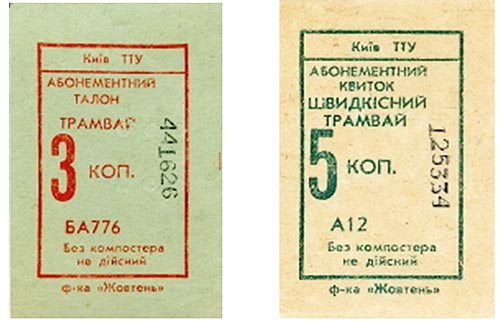 Київ ТТУ
АБОНЕМЕНТНИЙ
ТАЛОН
ТРАМВАЙ
3 КОП.
441626
БА776
Без компостера
не дійсний
ф-ка «Жовтень»
Київ ТТУ
АБОНЕМЕНТНИЙ
КВИТОК
ШВИДКІСНИЙ
ТРАМВАЙ
5 КОП.
125334
А12
Без компостера
не дійсний
ф-ка «Жовтень»